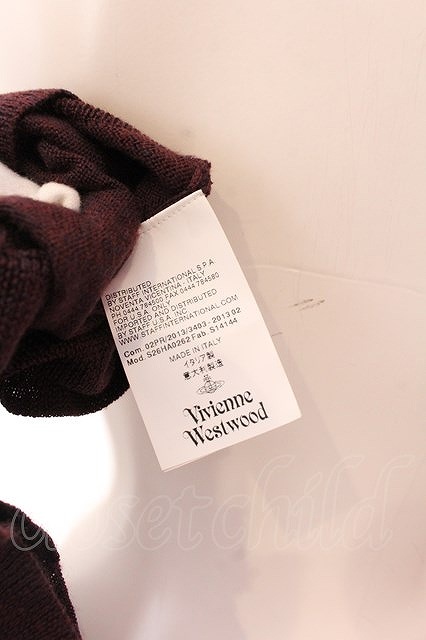 DISTRIBUTED
BY STAFF INTERNATIONAL S.P.A
NOVENTA VICENTINA, ITALY
PH 0444 784500 FAX 0444 784580
FOR U.S.A. ONLY
IMPORTED AND DISTRIBUTED
BY STAFF U.S.A. INC
WWW.STAFFINTERNATIONAL.COM
Com. 02PR/2013/3403 - 2013 02
Mod. S26HA0262 Fab. S14144
MADE IN ITALY
イタリア製
意大利製造
Vivienne
Westwood
closet child